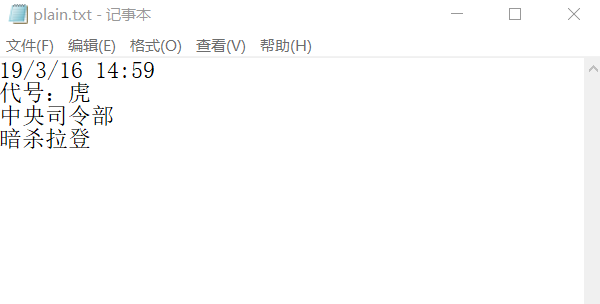 plain.txt - 记事本
文件(F) 编辑(E) 格式(O) 查看(V) 帮助(H)
19/3/16 14:59
代号：虎
中央司令部
暗杀拉登